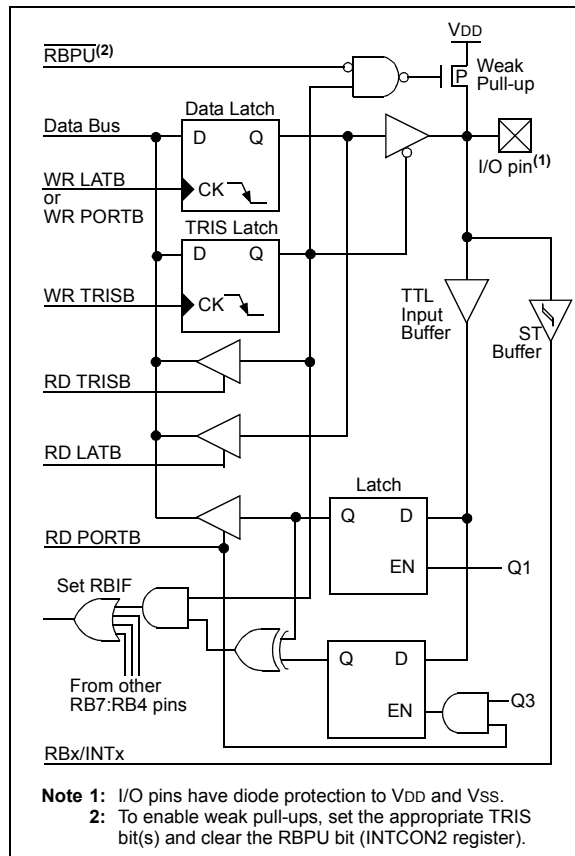 RBPU(2)
VDD
Weak
Pull-up
P
Data Latch
Data Bus
D Q
I/O pin(1)
WR LATB
or
WR PORTB
CK
TRIS Latch
D Q
WR TRISB
CK
TTL
Input
Buffer
ST
Buffer
RD TRISB
RD LATB
Latch
Q D
RD PORTB
EN
Q1
Set RBIF
Q D
From other
RB7:RB4 pins
EN
Q3
RBx/INTx
Note 1: I/O pins have diode protection to VDD and VSS.
2: To enable weak pull-ups, set the appropriate TRIS
bit(s) and clear the RBPU bit (INTCON2 register).